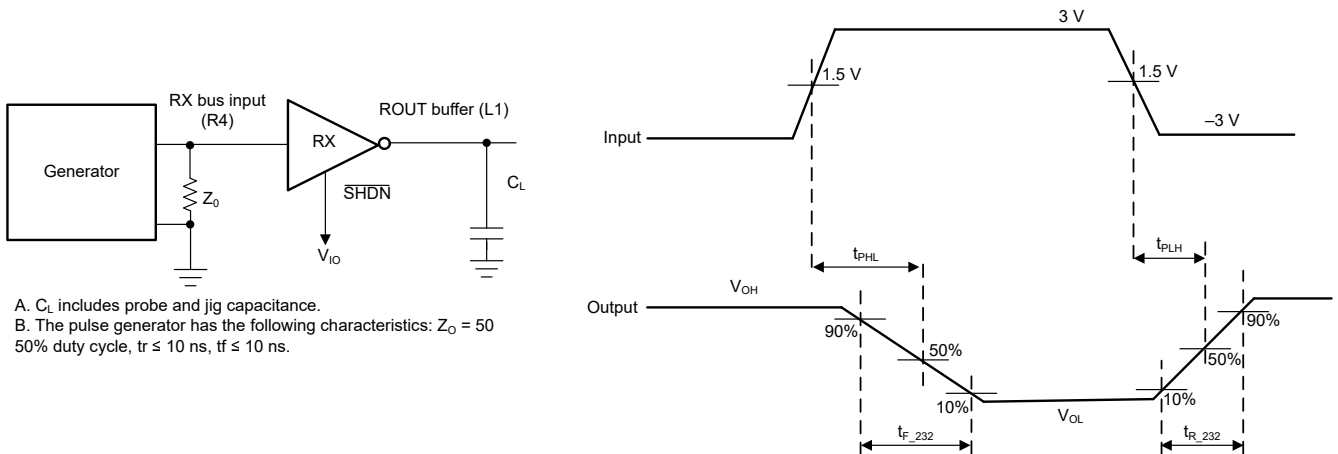 Generator
RX bus input
(R4)
Z0
RX
ROUT buffer (L1)
SHDN
VIO
CL
A. CL includes probe and jig capacitance.
B. The pulse generator has the following characteristics: ZO = 50
50% duty cycle, tr ≤ 10 ns, tf ≤ 10 ns.
3 V
1.5 V
1.5 V
Input
–3 V
tPHL
tPLH
Output
VOH
90%
50%
10%
VOL
90%
50%
10%
tF_232
tR_232